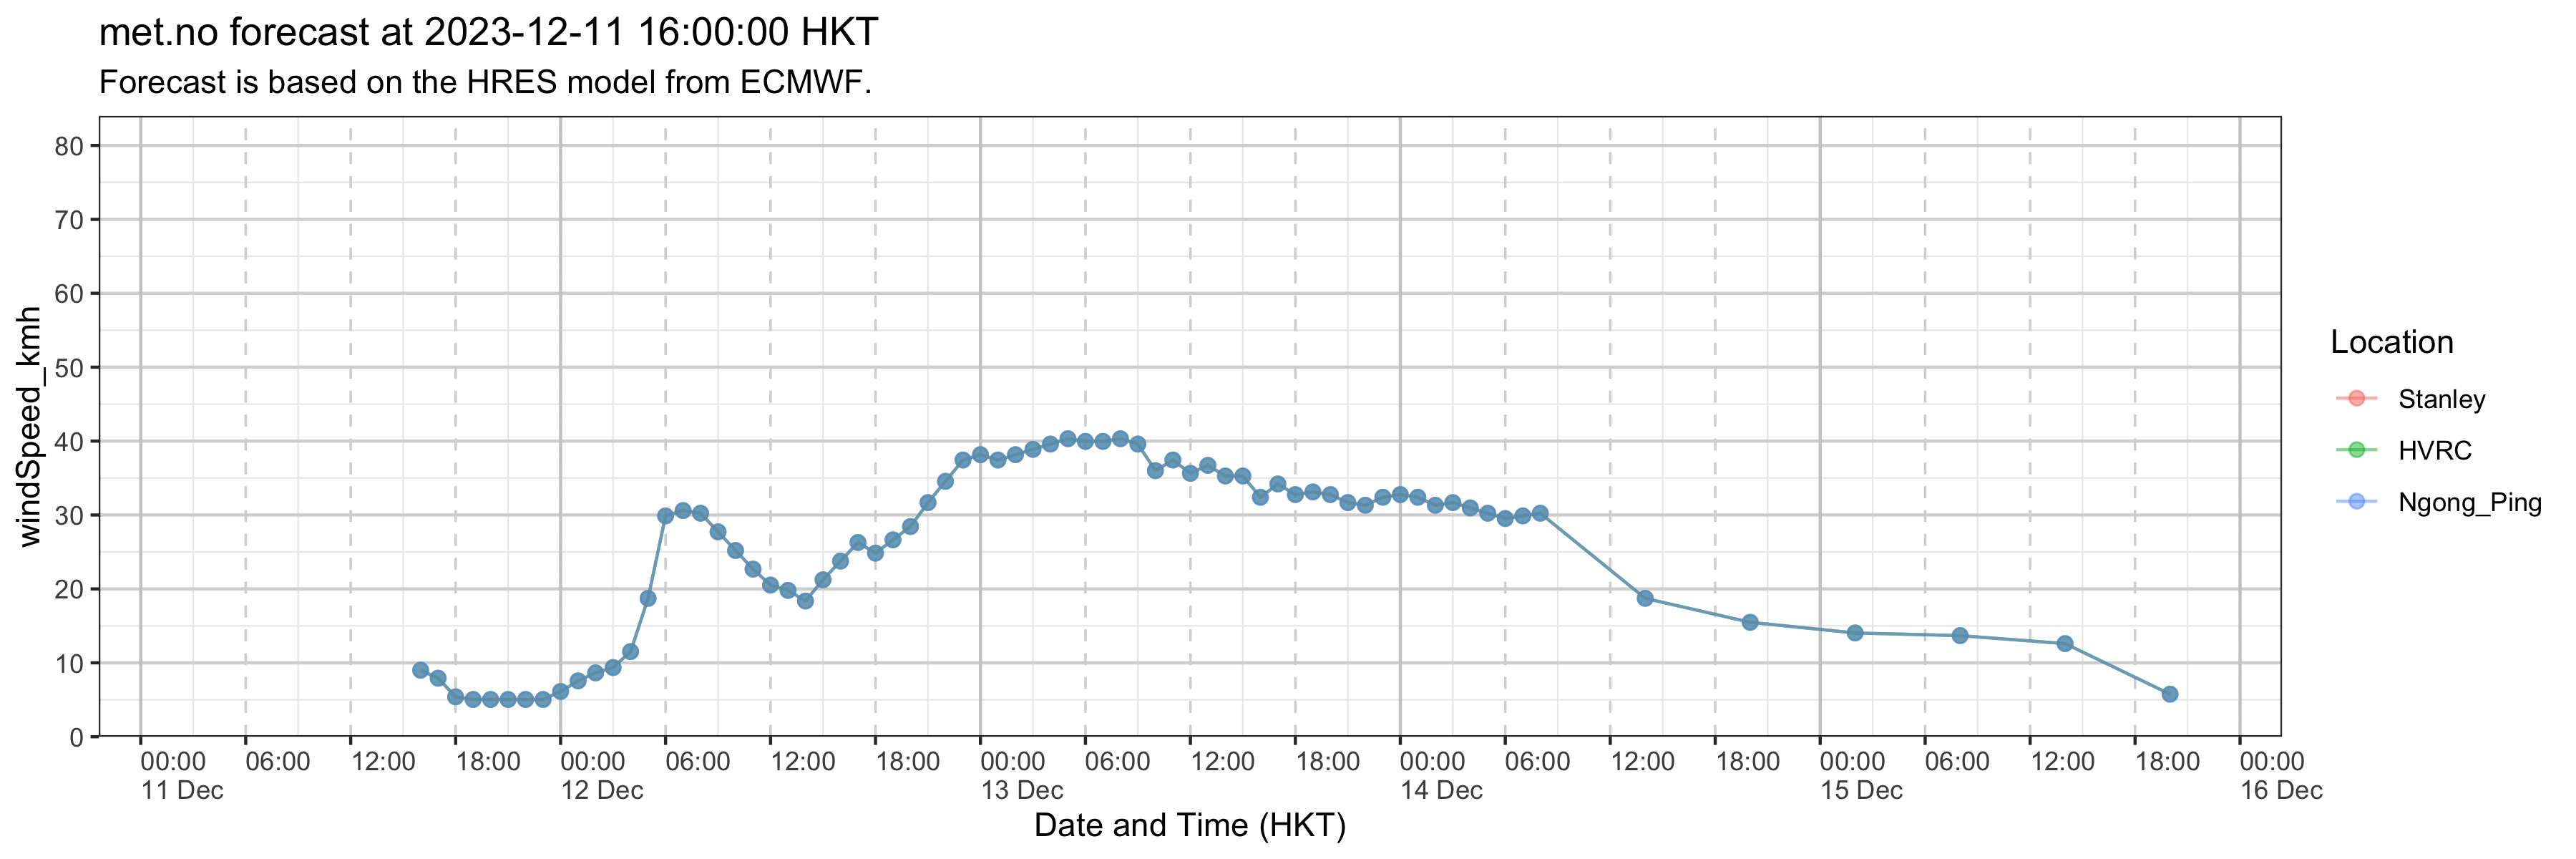 met.no forecast at 2023-12-11 16:00:00 HKT
Forecast is based on the HRES model from ECMWF.
windSpeed_kmh
80
70
60
50
40
30
20
10
0
00:00 06:00 12:00 18:00 00:00 06:00 12:00 18:00 00:00 06:00 12:00 18:00 00:00 06:00 12:00 18:00 00:00 06:00 12:00 18:00 00:00
11 Dec 12 Dec 13 Dec 14 Dec 15 Dec 16 Dec
Date and Time (HKT)
Location
Stanley
HVRC
Ngong_Ping